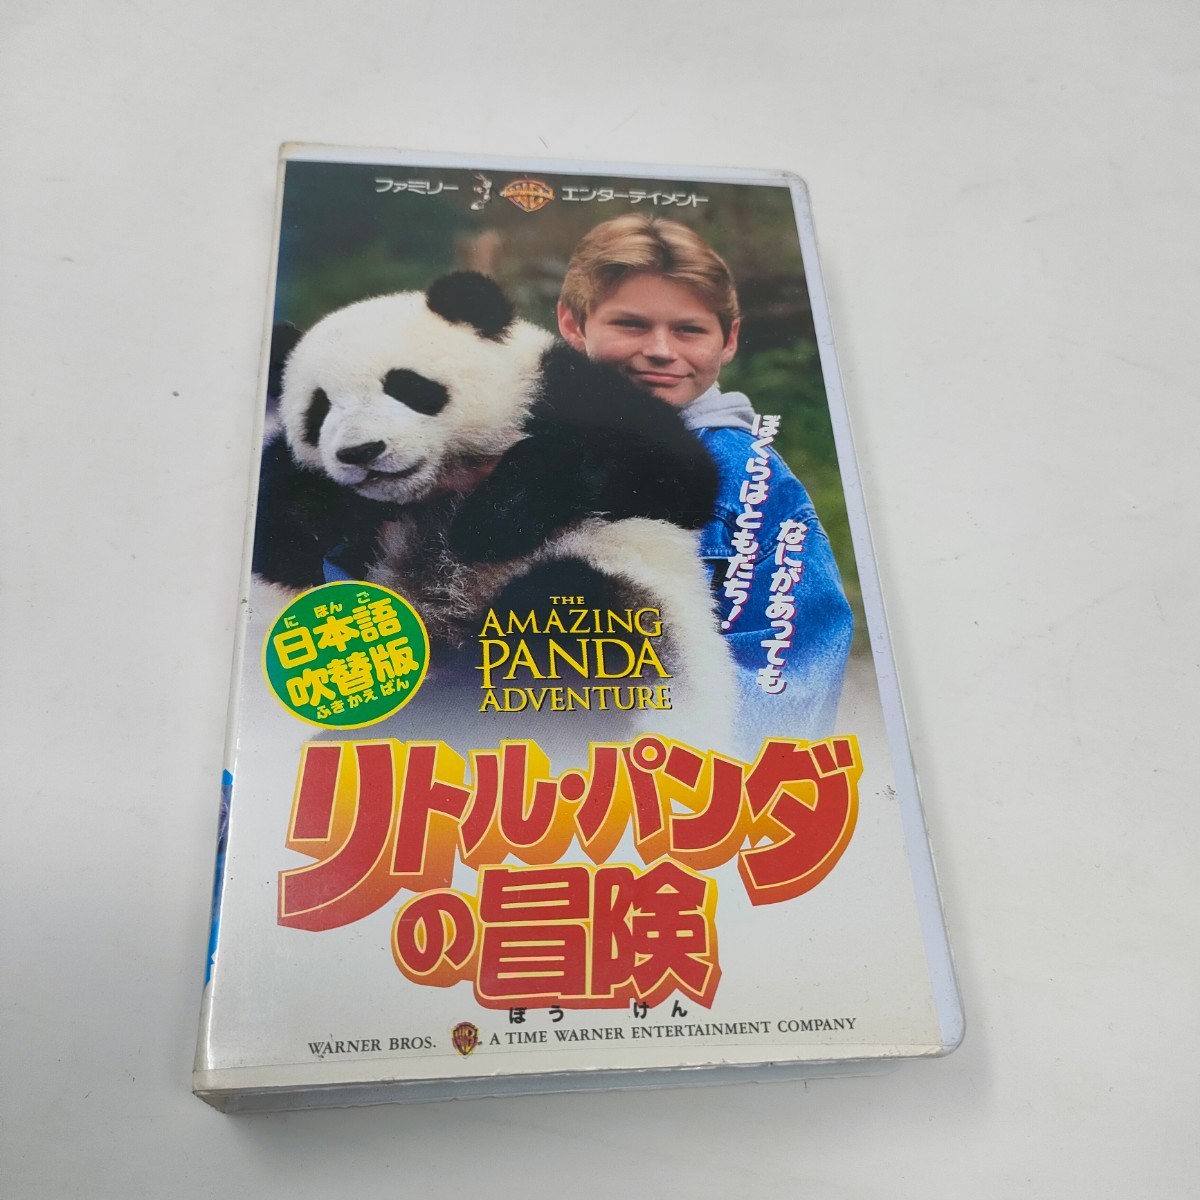 ファミリー エンターテイメント
なにがあっても
ぼくらはともだち!
にほんご
日本語
吹替版
ふきかえばん
THE
AMAZING
PANDA
ADVENTURE
リトル・パンダ
の冒険
ぼうけん
WARNER BROS. A TIME WARNER ENTERTAINMENT COMPANY